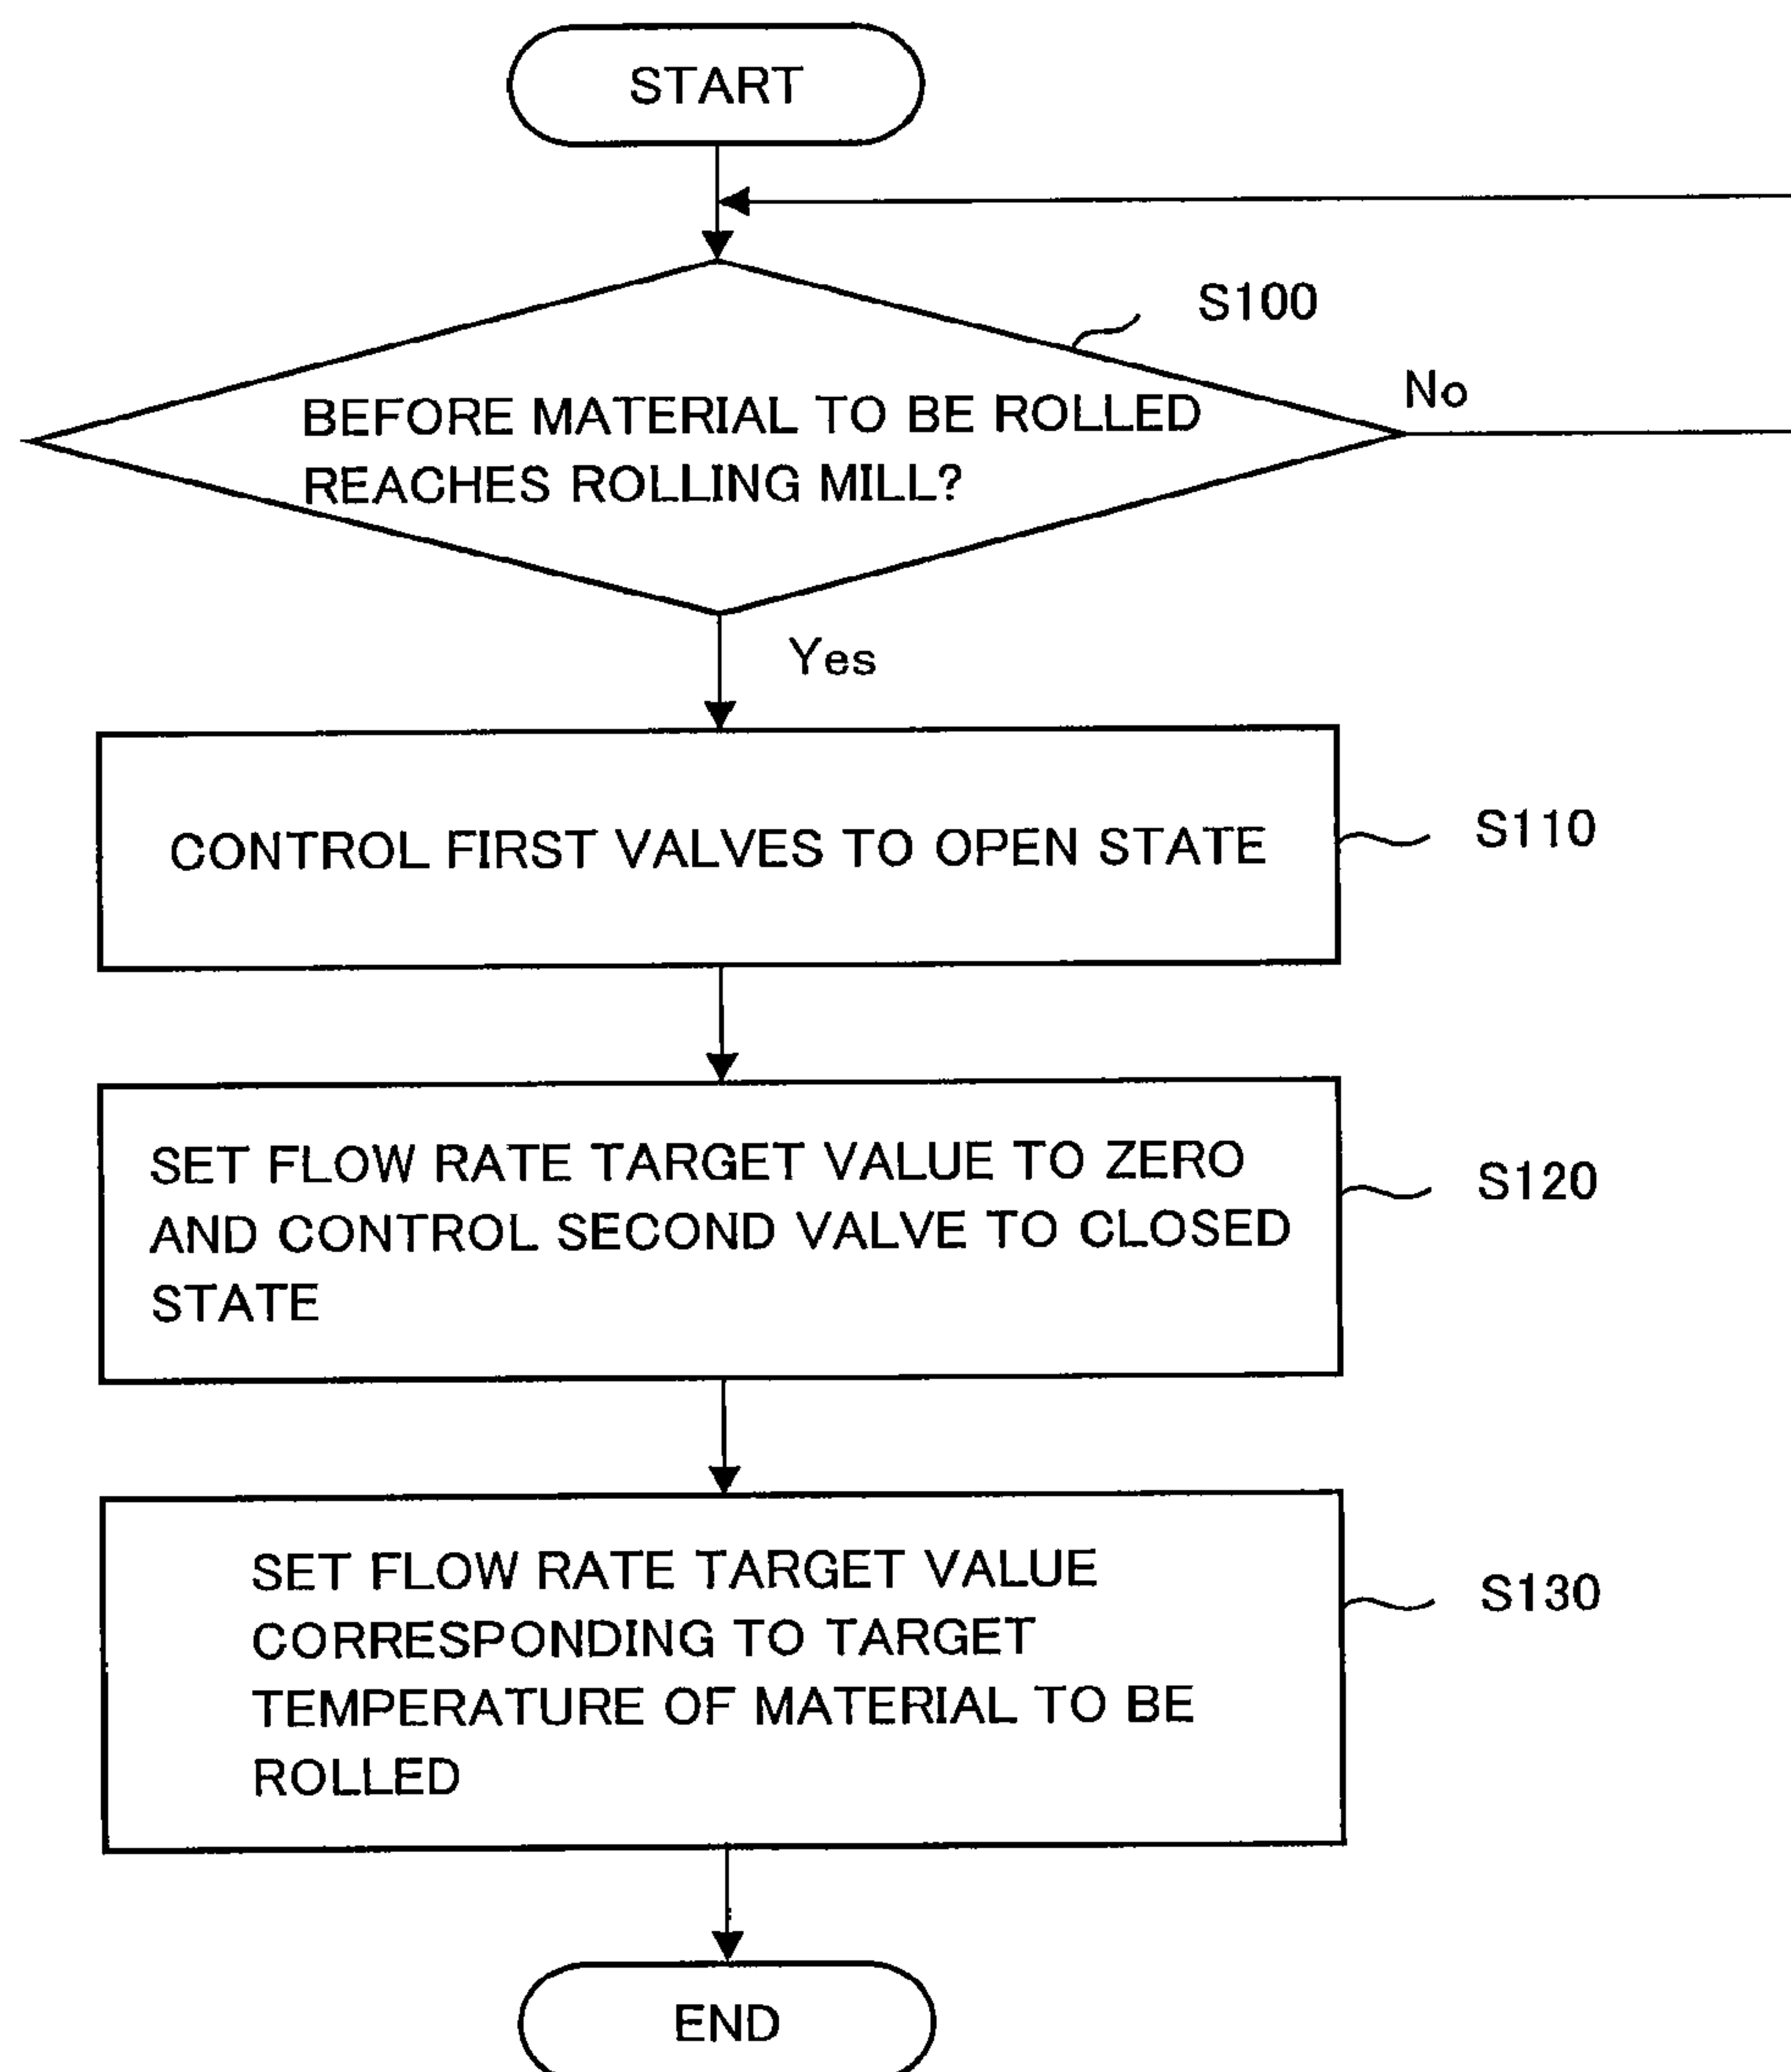 START
S100
No
BEFORE MATERIAL TO BE ROLLED
REACHES ROLLING MILL?
Yes
CONTROL FIRST VALVES TO OPEN STATE
S110
SET FLOW RATE TARGET VALUE TO ZERO
AND CONTROL SECOND VALVE TO CLOSED
STATE
S120
SET FLOW RATE TARGET VALUE
CORRESPONDING TO TARGET
TEMPERATURE OF MATERIAL TO BE
ROLLED
S130
END